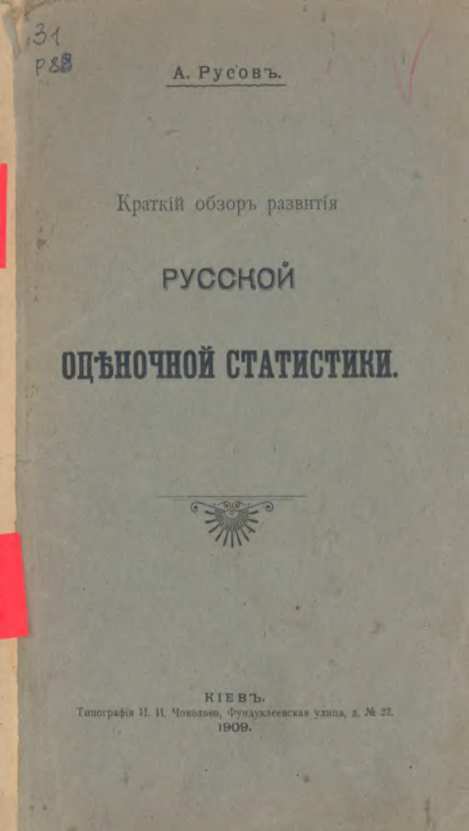 31
Р88
А. Русовъ.
Краткій обзоръ развитія
РУССКОЙ
ОЦѢНОЧНОЙ СТАТИСТИКИ.
КІЕВЪ.
Типографія И. И. Чоколова, Фундуклеевская улица, д. № 22.
1909.